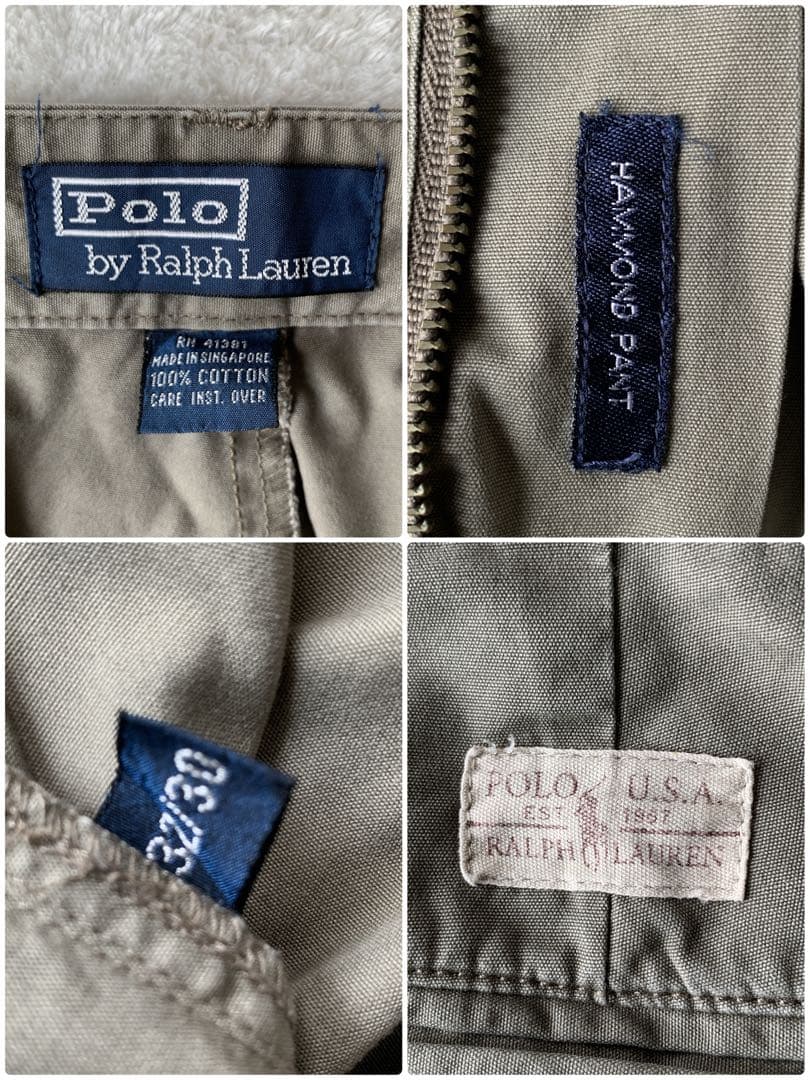 Polo
by Ralph Lauren
RN 41381
MADE IN SINGAPORE
100% COTTON
CARE INST. OVER
HAMMOND PANT
32/30
POLO U.S.A.
EST 1967
RALPH LAUREN